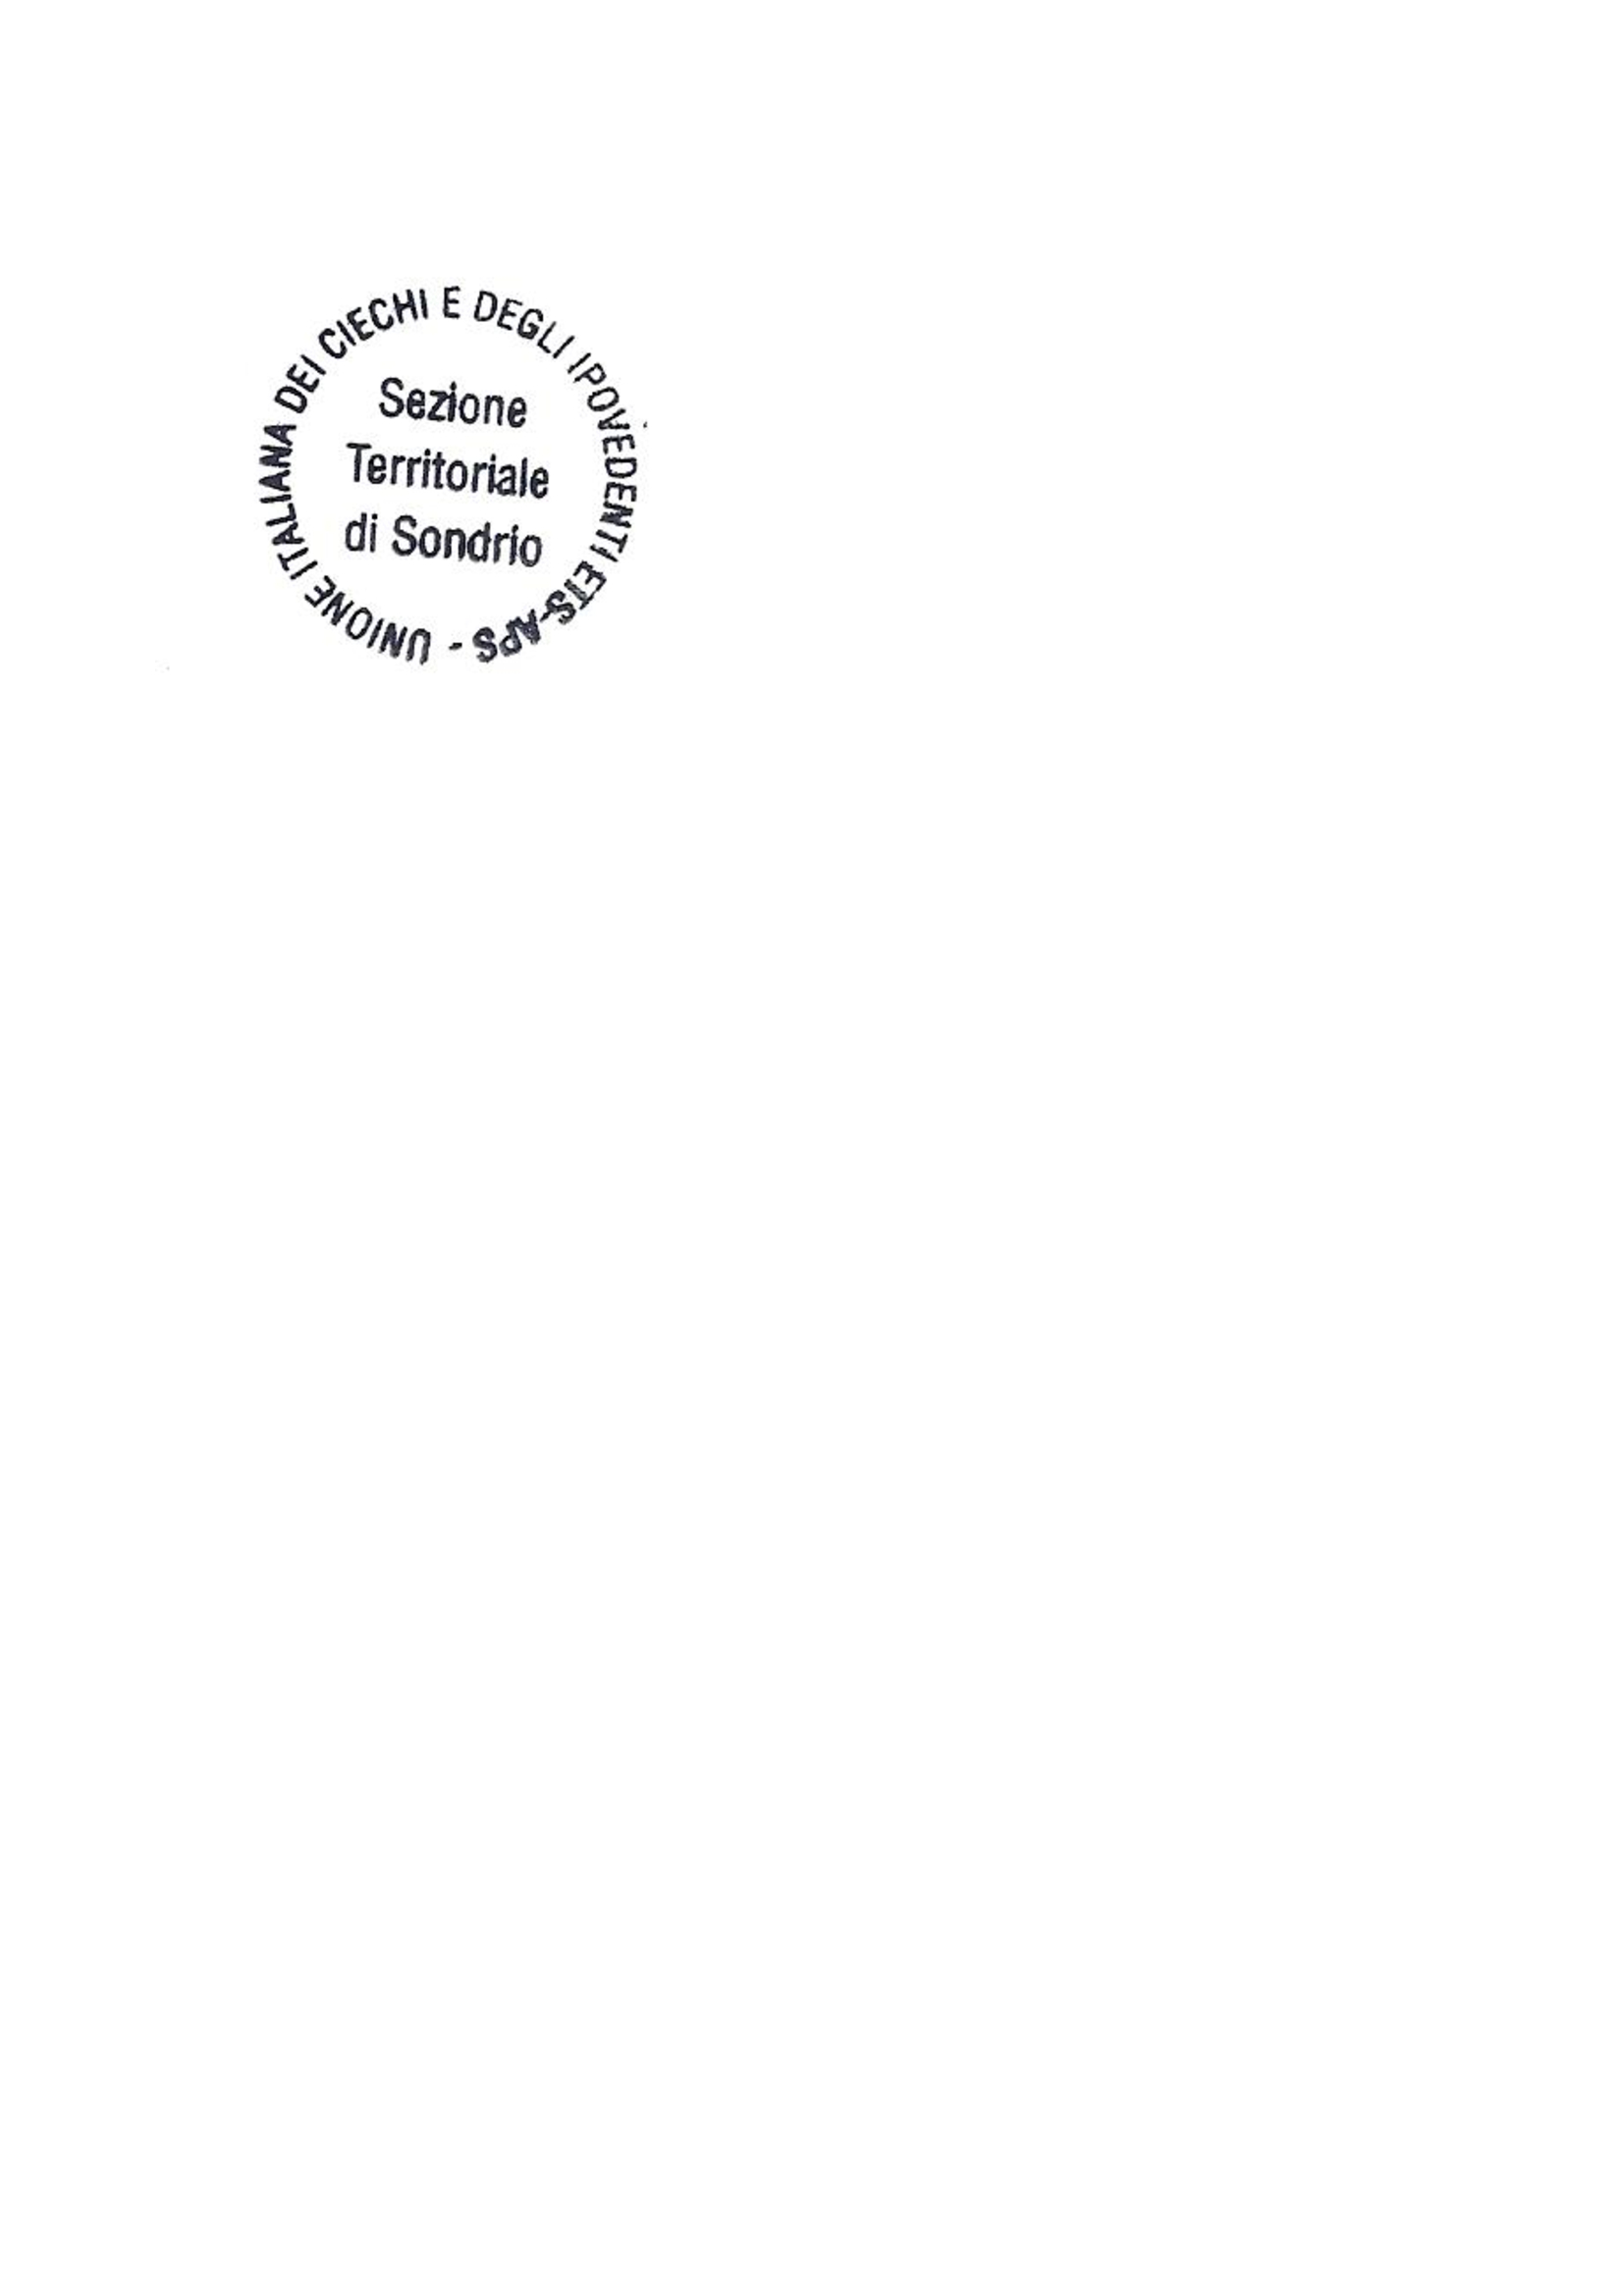 UNIONE ITALIANA DEI CIECHI E DEGLI IPOVEDENTI ETS-APS -
Sezione
Territoriale
di Sondrio